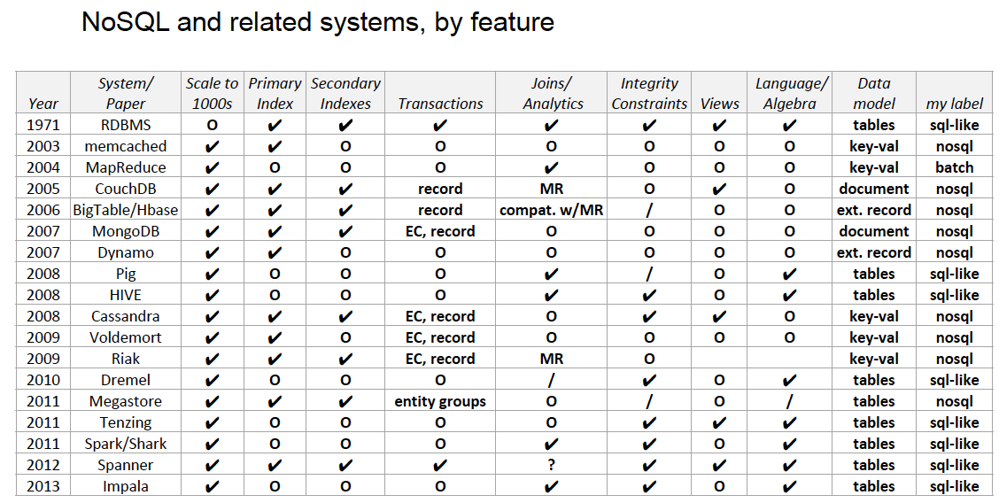 NoSQL and related systems, by feature
Year System/ Paper Scale to 1000s Primary Index Secondary Indexes Transactions Joins/ Analytics Integrity Constraints Views Language/ Algebra Data model my label
1971 RDBMS O ✔ ✔ ✔ ✔ ✔ ✔ ✔ tables sql-like
2003 memcached ✔ ✔ O O O O O O key-val nosql
2004 MapReduce ✔ O O O ✔ O O O key-val batch
2005 CouchDB ✔ ✔ ✔ record MR O ✔ O document nosql
2006 BigTable/Hbase ✔ ✔ ✔ record compat. w/MR / O O ext. record nosql
2007 MongoDB ✔ ✔ ✔ EC, record O O O O document nosql
2007 Dynamo ✔ ✔ O O O O O O ext. record nosql
2008 Pig ✔ O O O ✔ / O ✔ tables sql-like
2008 HIVE ✔ O O O ✔ ✔ O ✔ tables sql-like
2008 Cassandra ✔ ✔ ✔ EC, record O ✔ ✔ O key-val nosql
2009 Voldemort ✔ ✔ O EC, record O O O O key-val nosql
2009 Riak ✔ ✔ ✔ EC, record MR O key-val nosql
2010 Dremel ✔ O O O / ✔ O ✔ tables sql-like
2011 Megastore ✔ ✔ ✔ entity groups O / O / tables nosql
2011 Tenzing ✔ O O O O ✔ ✔ ✔ tables sql-like
2011 Spark/Shark ✔ O O O ✔ ✔ O ✔ tables sql-like
2012 Spanner ✔ ✔ ✔ ✔ ? ✔ ✔ ✔ tables sql-like
2013 Impala ✔ O O O ✔ ✔ O ✔ tables sql-like